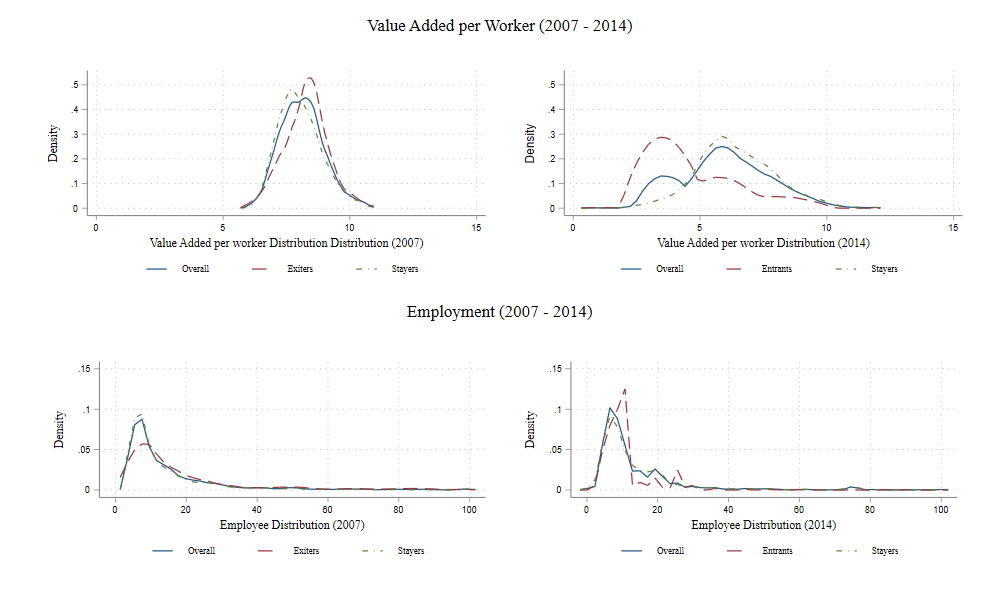 Value Added per Worker (2007 - 2014)
Density
.5
.4
.3
.2
.1
0
0 5 10 15
Value Added per worker Distribution Distribution (2007)
Overall Exiters Stayers
Density
.5
.4
.3
.2
.1
0
0 5 10 15
Value Added per worker Distribution (2014)
Overall Entrants Stayers
Employment (2007 - 2014)
Density
.15
.1
.05
0
0 20 40 60 80 100
Employee Distribution (2007)
Overall Exiters Stayers
Density
.15
.1
.05
0
0 20 40 60 80 100
Employee Distribution (2014)
Overall Entrants Stayers